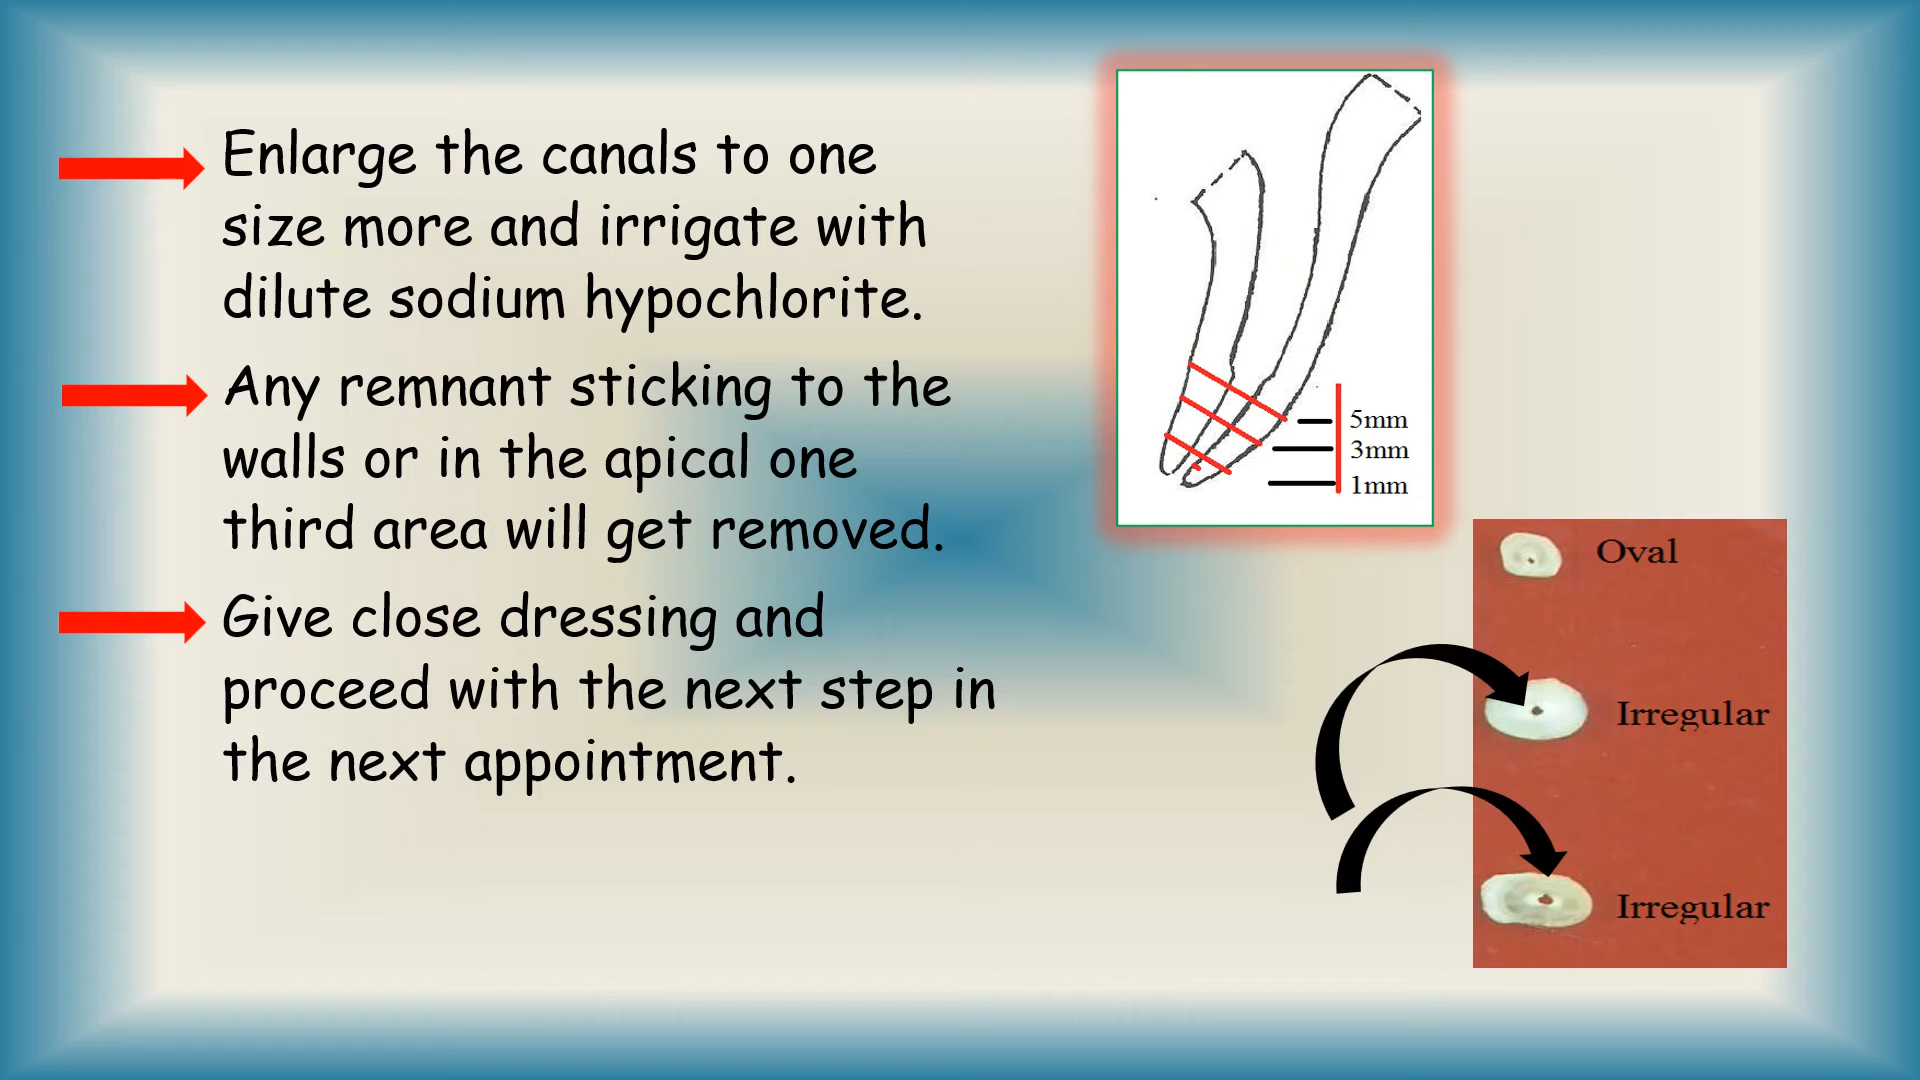 Enlarge the canals to one
size more and irrigate with
dilute sodium hypochlorite.
Any remnant sticking to the
walls or in the apical one
third area will get removed.
Give close dressing and
proceed with the next step in
the next appointment.
5mm
3mm
1mm
Oval
Irregular
Irregular